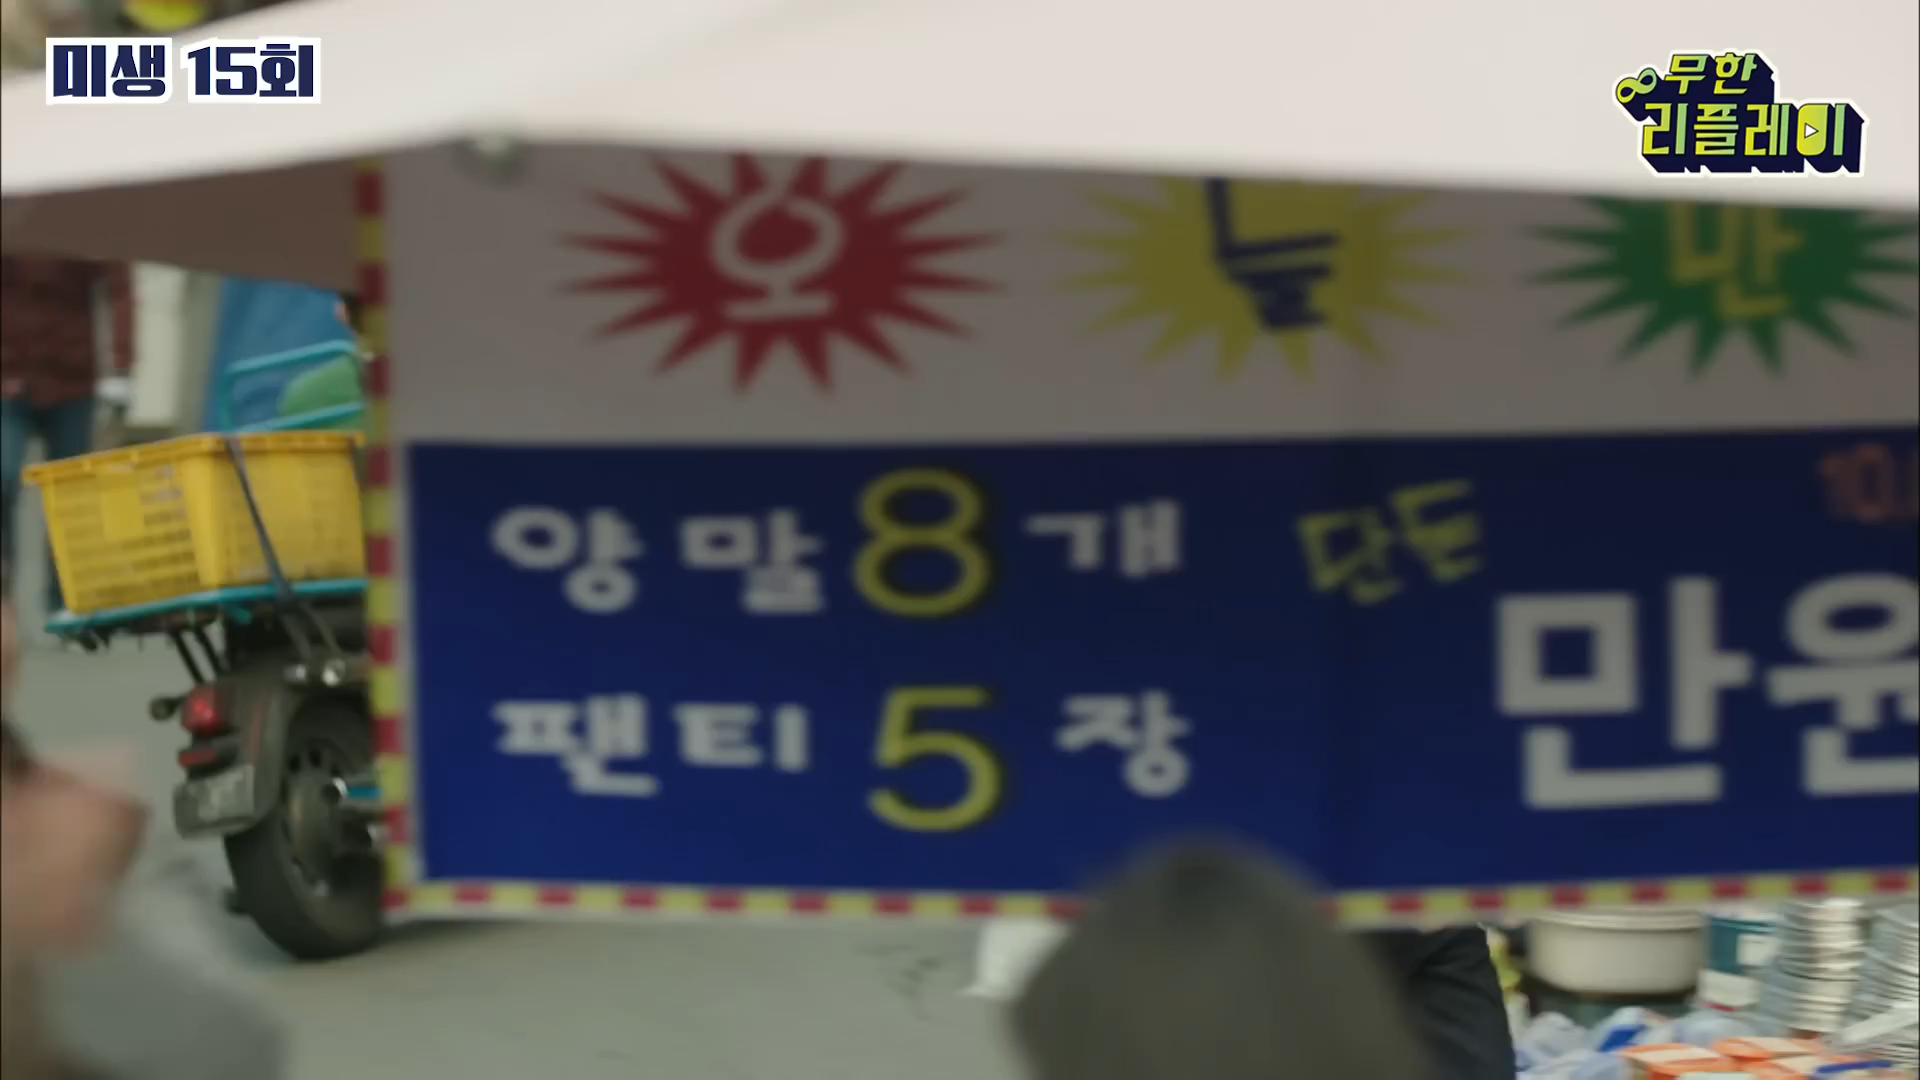 미생 15회
무한
리플레이
오늘만
10.
양말 8개 단돈
만원
팬티 5장